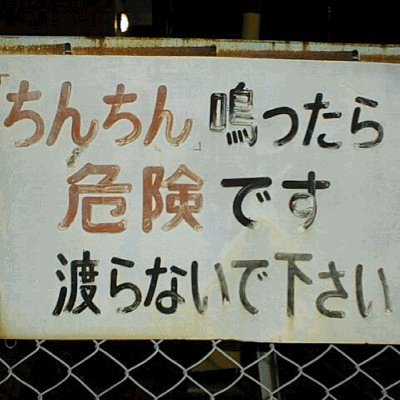 「ちんちん」鳴ったら
危険です
渡らないで下さい